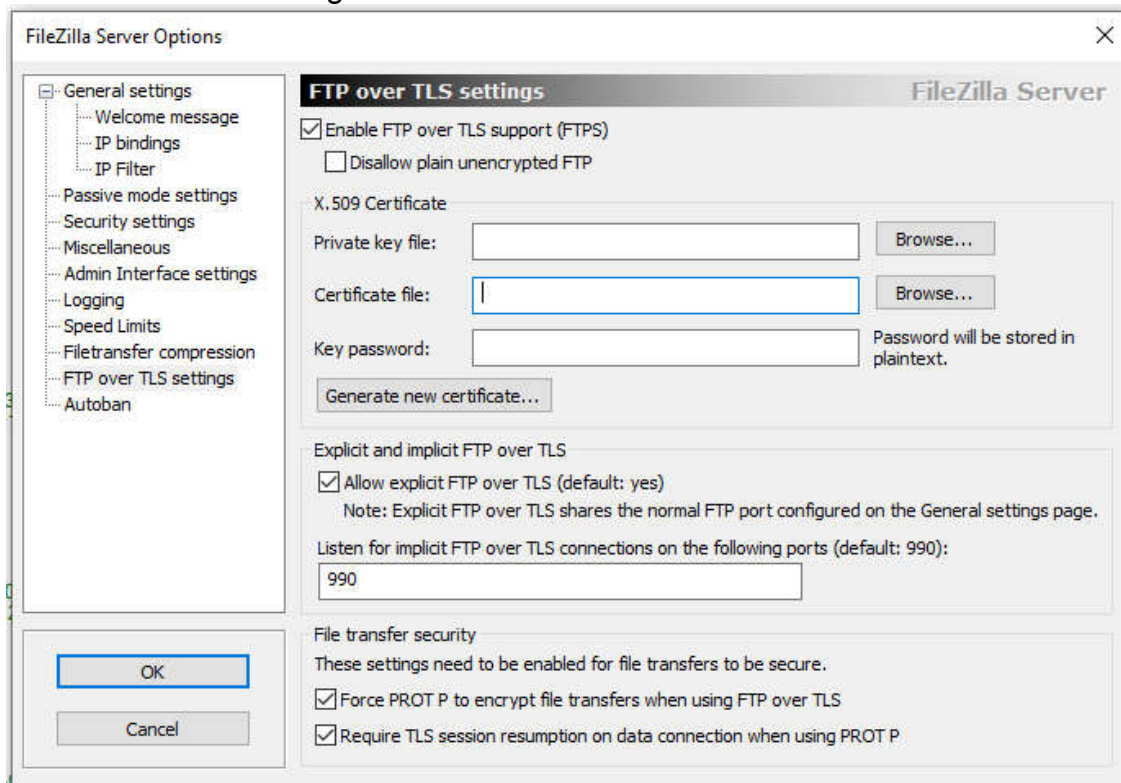 FileZilla Server Options
General settings
Welcome message
IP bindings
IP Filter
Passive mode settings
Security settings
Miscellaneous
Admin Interface settings
Logging
Speed Limits
Filetransfer compression
FTP over TLS settings
Autoban
OK
Cancel
FTP over TLS settings
FileZilla Server
Enable FTP over TLS support (FTPS)
Disallow plain unencrypted FTP
X.509 Certificate
Private key file:
Browse...
Certificate file:
Browse...
Key password:
Password will be stored in
plaintext.
Generate new certificate...
Explicit and implicit FTP over TLS
Allow explicit FTP over TLS (default: yes)
Note: Explicit FTP over TLS shares the normal FTP port configured on the General settings page.
Listen for implicit FTP over TLS connections on the following ports (default: 990):
990
File transfer security
These settings need to be enabled for file transfers to be secure.
Force PROT P to encrypt file transfers when using FTP over TLS
Require TLS session resumption on data connection when using PROT P